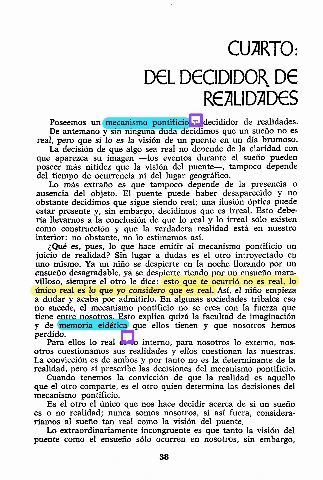 CUARTO:
DEL DECIDIDOR DE
REALIDADES
Poseemos un mecanismo pontificio decididor de realidades.
De antemano y sin ninguna duda decidimos que un sueño no es
real, pero que sí lo es la visión de un puente en un día brumoso.
La decisión de que algo sea real no depende de la claridad con
que aparezca su imagen —los eventos durante el sueño pueden
poseer más nitidez que la visión del puente—, tampoco depende
del tiempo de ocurrencia ni del lugar geográfico.
Lo más extraño es que tampoco depende de la presencia o
ausencia del objeto. El puente puede haber desaparecido y no
obstante decidimos que sigue siendo real; una ilusión óptica puede
estar presente y, sin embargo, decidimos que es irreal. Esto debe-
ría llevarnos a la conclusión de que lo real y lo irreal solo existen
como construcción y que la verdadera realidad está en nuestro
interior: no obstante, no lo estimamos así.
¿Qué es, pues, lo que hace emitir al mecanismo pontificio un
juicio de realidad? Sin lugar a dudas es el otro introyectado en
uno mismo. Ya un niño se despierte en la noche llorando por un
ensueño desagradable, ya se despierte riendo por un ensueño mara-
villoso, siempre el otro le dice: esto que te ocurrió no es real, lo
único real es lo que yo considero que es real. Así, el niño empieza
a dudar y acaba por admitirlo. En algunas sociedades tribales eso
no sucede, el mecanismo pontificio no se crea con la fuerza que
tiene entre nosotros. Esto explica quizá la facultad de imaginación
y de memoria eidética que ellos tienen y que nosotros hemos
perdido.
Para ellos lo real lo interno, para nosotros lo externo, nos-
otros cuestionamos sus realidades y ellos cuestionan las nuestras.
La convicción es de ambos y por tanto no es la determinante de la
realidad, pero sí prescribe las decisiones del mecanismo pontificio.
Cuando tenemos la convicción de que la realidad es aquello
que el otro comparte, es el otro quien determina las decisiones del
mecanismo pontificio.
Es el otro el único que nos hace decidir acerca de si un sueño
es o no realidad; nunca somos nosotros, si así fuera, considera-
ríamos al sueño tan real como la visión del puente.
Lo extraordinariamente incongruente es que tanto la visión del
puente como el ensueño sólo ocurren en nosotros, sin embargo,
38